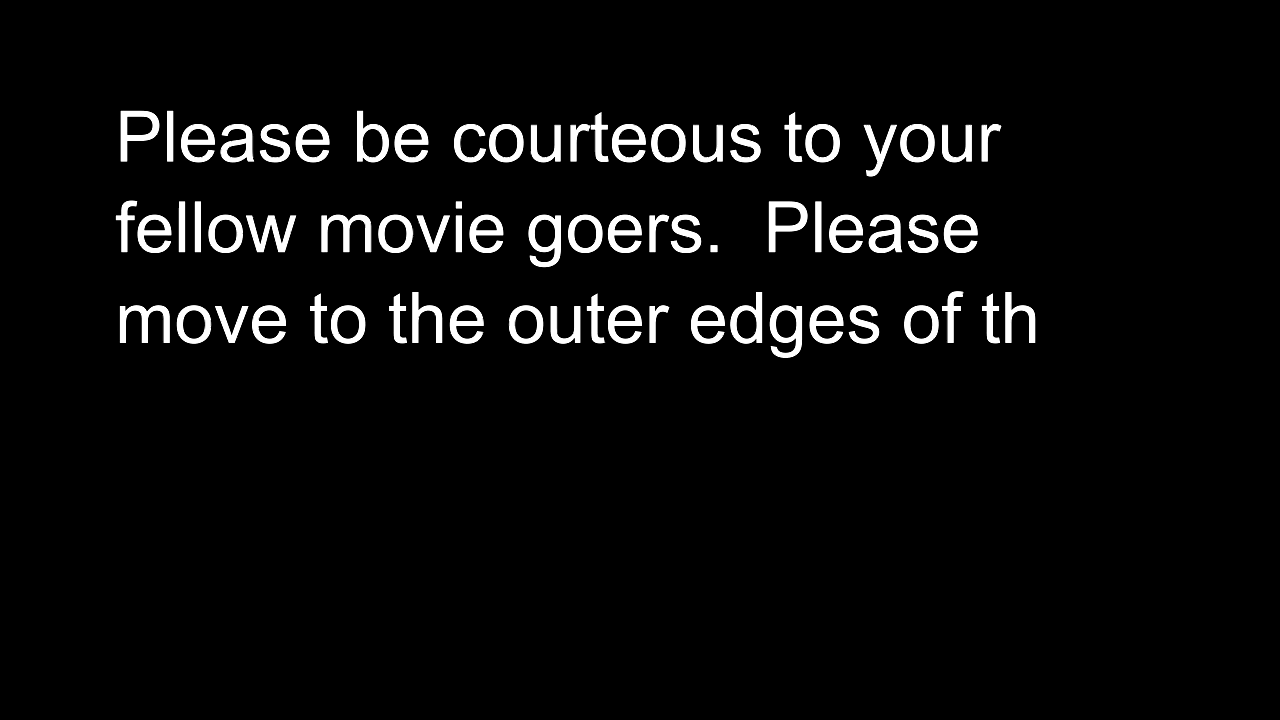 Please be courteous to your
fellow movie goers.  Please
move to the outer edges of th